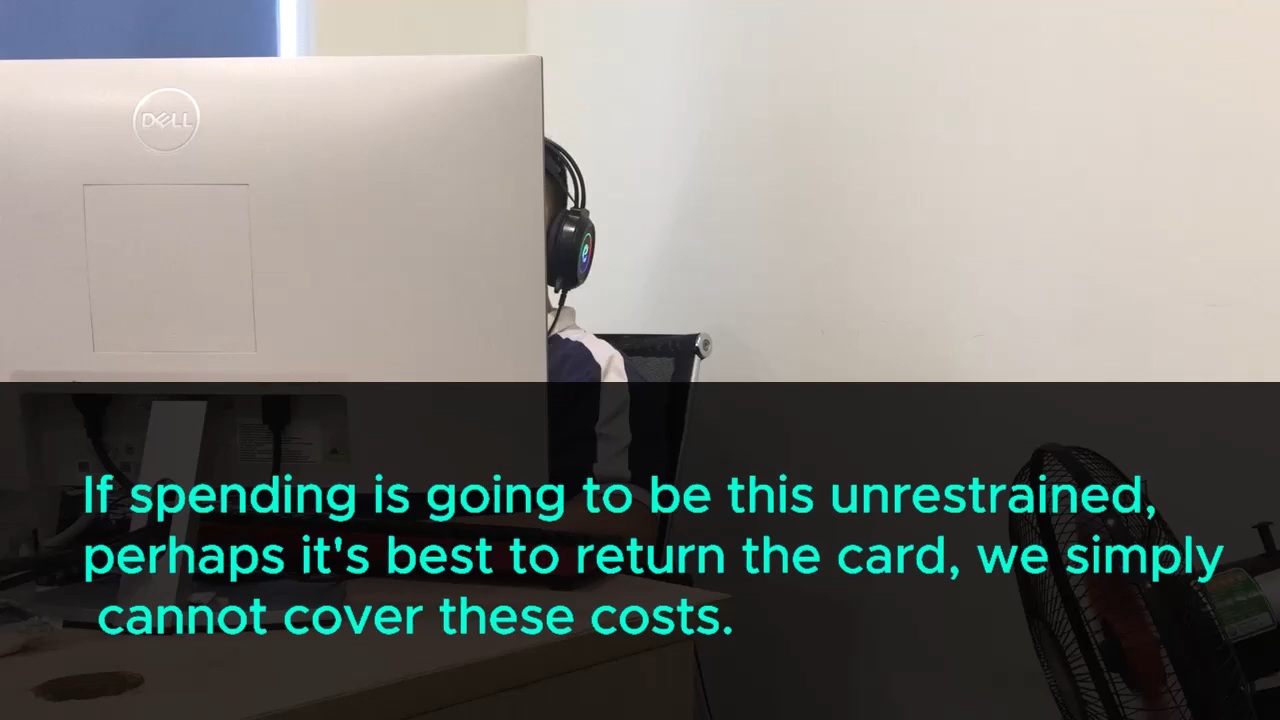 DELL
e
If spending is going to be this unrestrained,
perhaps it's best to return the card, we simply
cannot cover these costs.